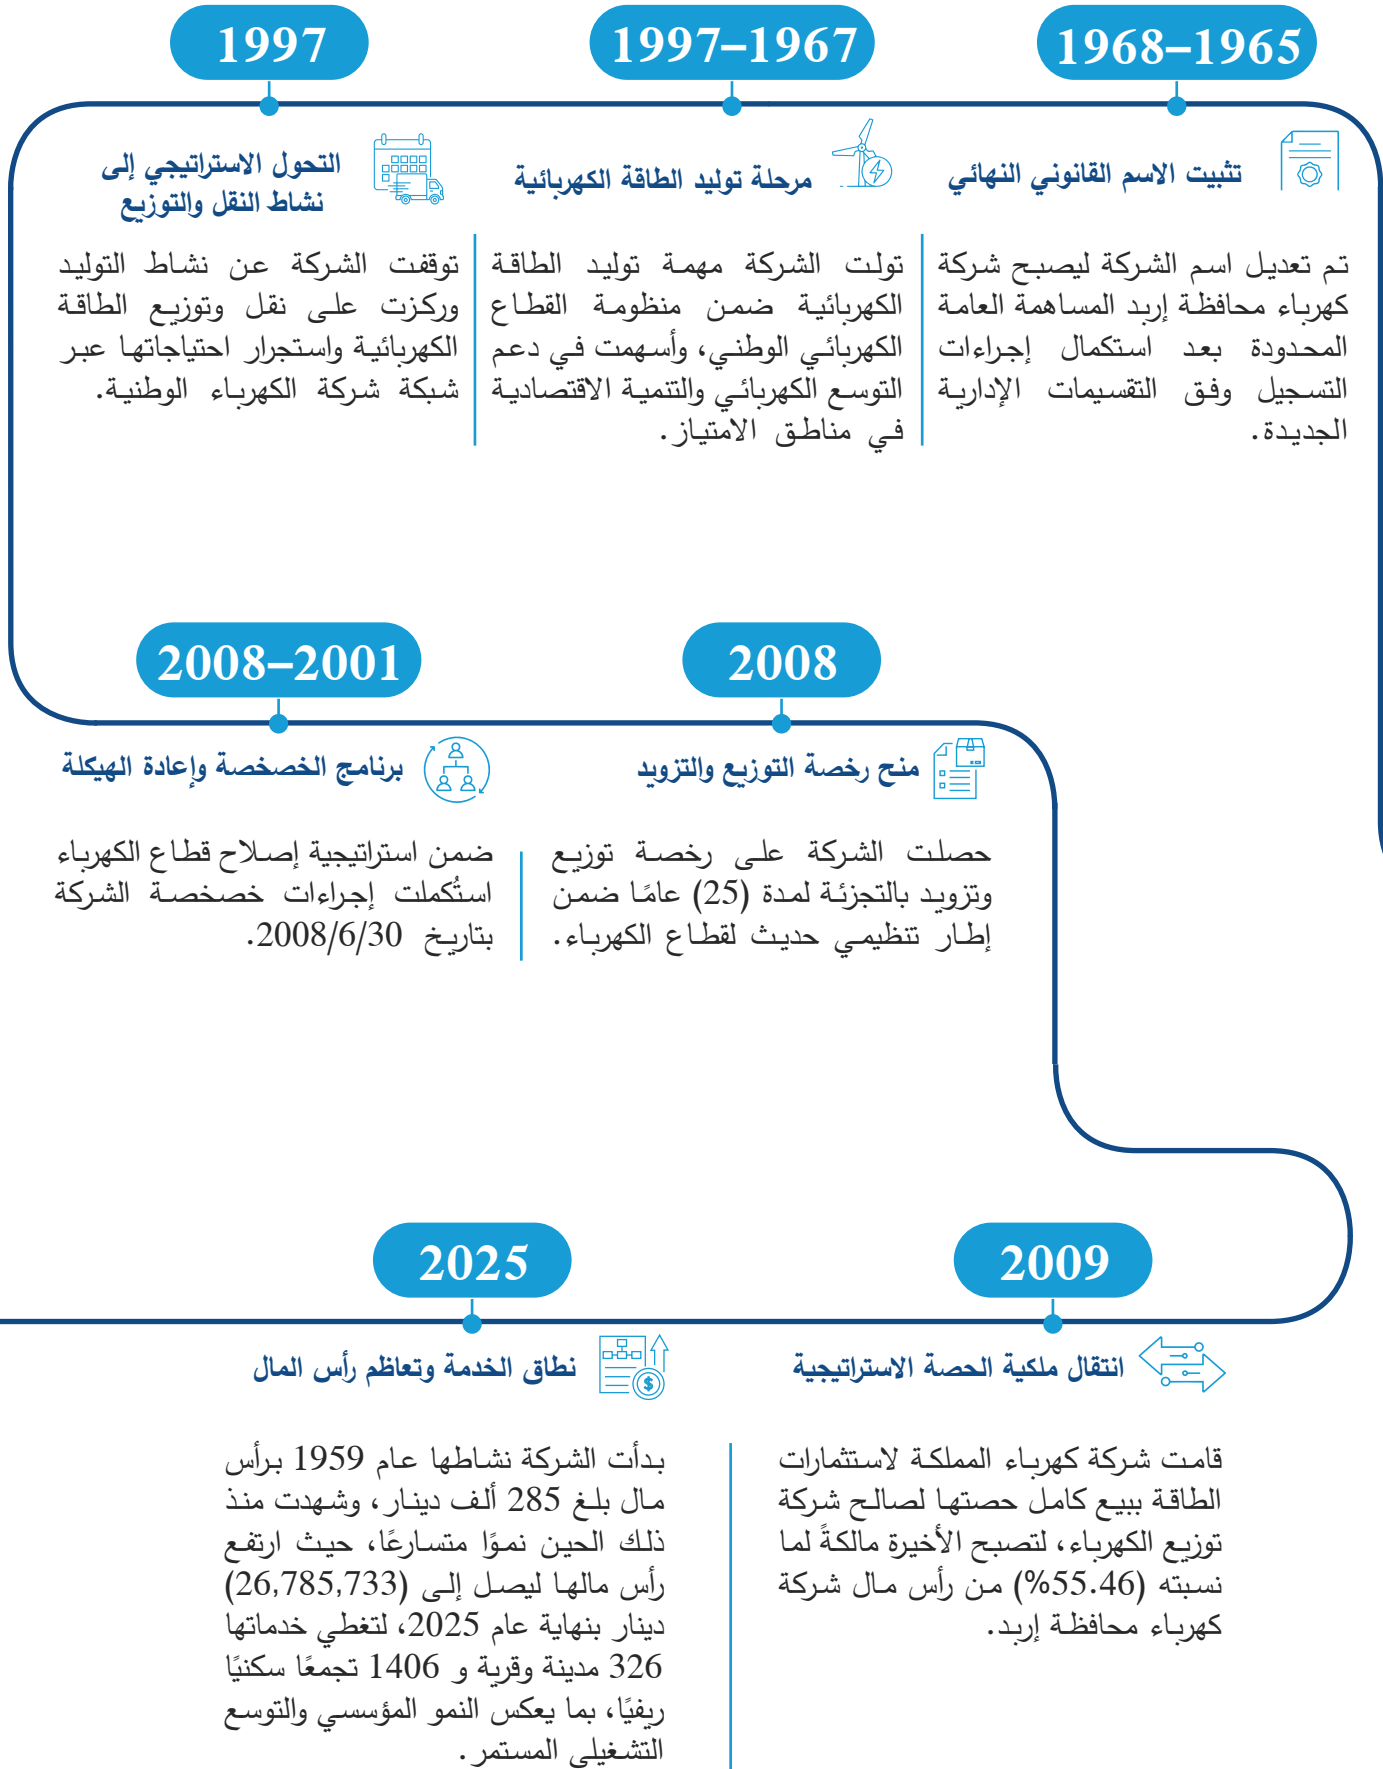 1965–1968
تثبيت الاسم القانوني النهائي
تم تعديل اسم الشركة ليصبح شركة
كهرباء محافظة إربد المساهمة العامة
المحدودة بعد استكمال إجراءات
التسجيل وفق التقسيمات الإدارية
الجديدة.
1967–1997
مرحلة توليد الطاقة الكهربائية
تولت الشركة مهمة توليد الطاقة
الكهربائية ضمن منظومة القطاع
الكهربائي الوطني، وأسهمت في دعم
التوسع الكهربائي والتنمية الاقتصادية
في مناطق الامتياز.
1997
التحول الاستراتيجي إلى
نشاط النقل والتوزيع
توقفت الشركة عن نشاط التوليد
وركزت على نقل وتوزيع الطاقة
الكهربائية واستجرار احتياجاتها عبر
شبكة شركة الكهرباء الوطنية.
2001–2008
برنامج الخصخصة وإعادة الهيكلة
ضمن استراتيجية إصلاح قطاع الكهرباء
استُكملت إجراءات خصخصة الشركة
بتاريخ 2008/6/30.
2008
منح رخصة التوزيع والتزويد
حصلت الشركة على رخصة توزيع
وتزويد بالتجزئة لمدة (25) عامًا ضمن
إطار تنظيمي حديث لقطاع الكهرباء.
2009
انتقال ملكية الحصة الاستراتيجية
قامت شركة كهرباء المملكة لاستثمارات
الطاقة ببيع كامل حصتها لصالح شركة
توزيع الكهرباء، لتصبح الأخيرة مالكةً لما
نسبته (55.46%) من رأس مال شركة
كهرباء محافظة إربد.
2025
نطاق الخدمة وتعاظم رأس المال
بدأت الشركة نشاطها عام 1959 برأس
مال بلغ 285 ألف دينار، وشهدت منذ
ذلك الحين نموًا متسارعًا، حيث ارتفع
رأس مالها ليصل إلى (26,785,733)
دينار بنهاية عام 2025، لتغطي خدماتها
326 مدينة وقرية و 1406 تجمعًا سكنيًا
ريفيًا، بما يعكس النمو المؤسسي والتوسع
التشغيلي المستمر.